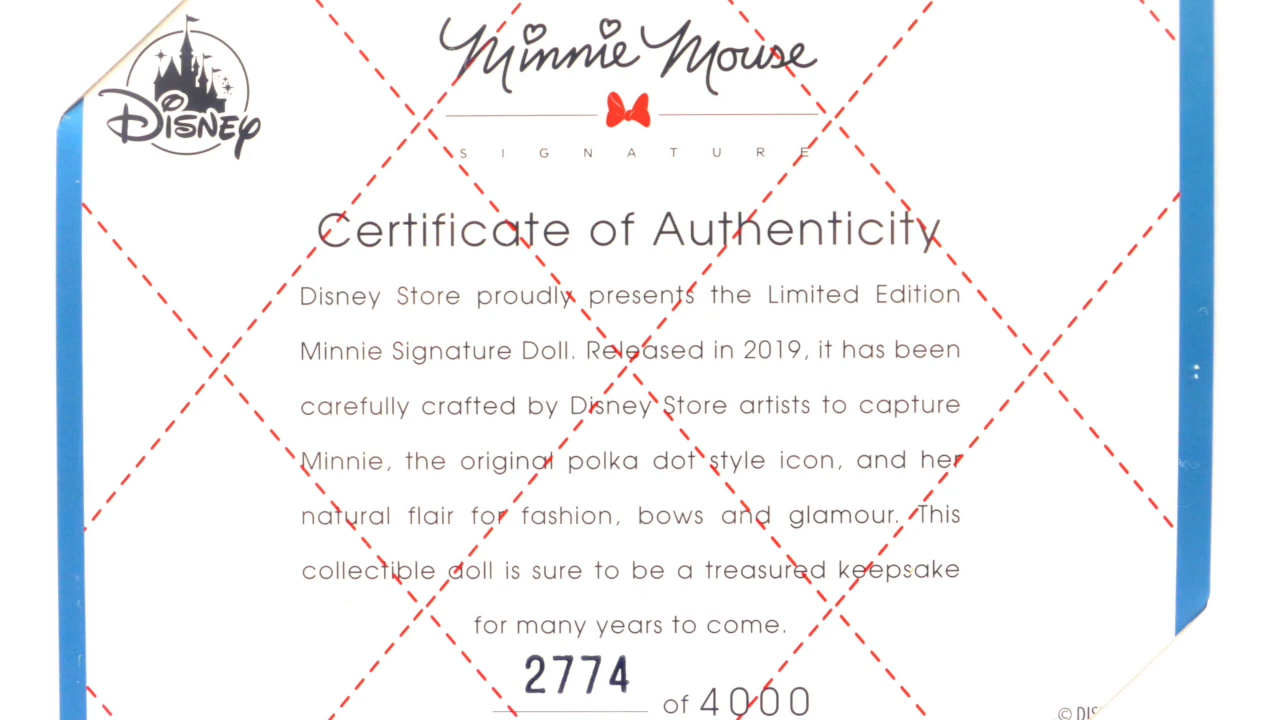 Disney
Minnie Mouse
SIGNATURE
Certificate of Authenticity
Disney Store proudly presents the Limited Edition
Minnie Signature Doll. Released in 2019, it has been
carefully crafted by Disney Store artists to capture
Minnie, the original polka dot style icon, and her
natural flair for fashion, bows and glamour. This
collectible doll is sure to be a treasured keepsake
for many years to come.
2774 of 4000
©